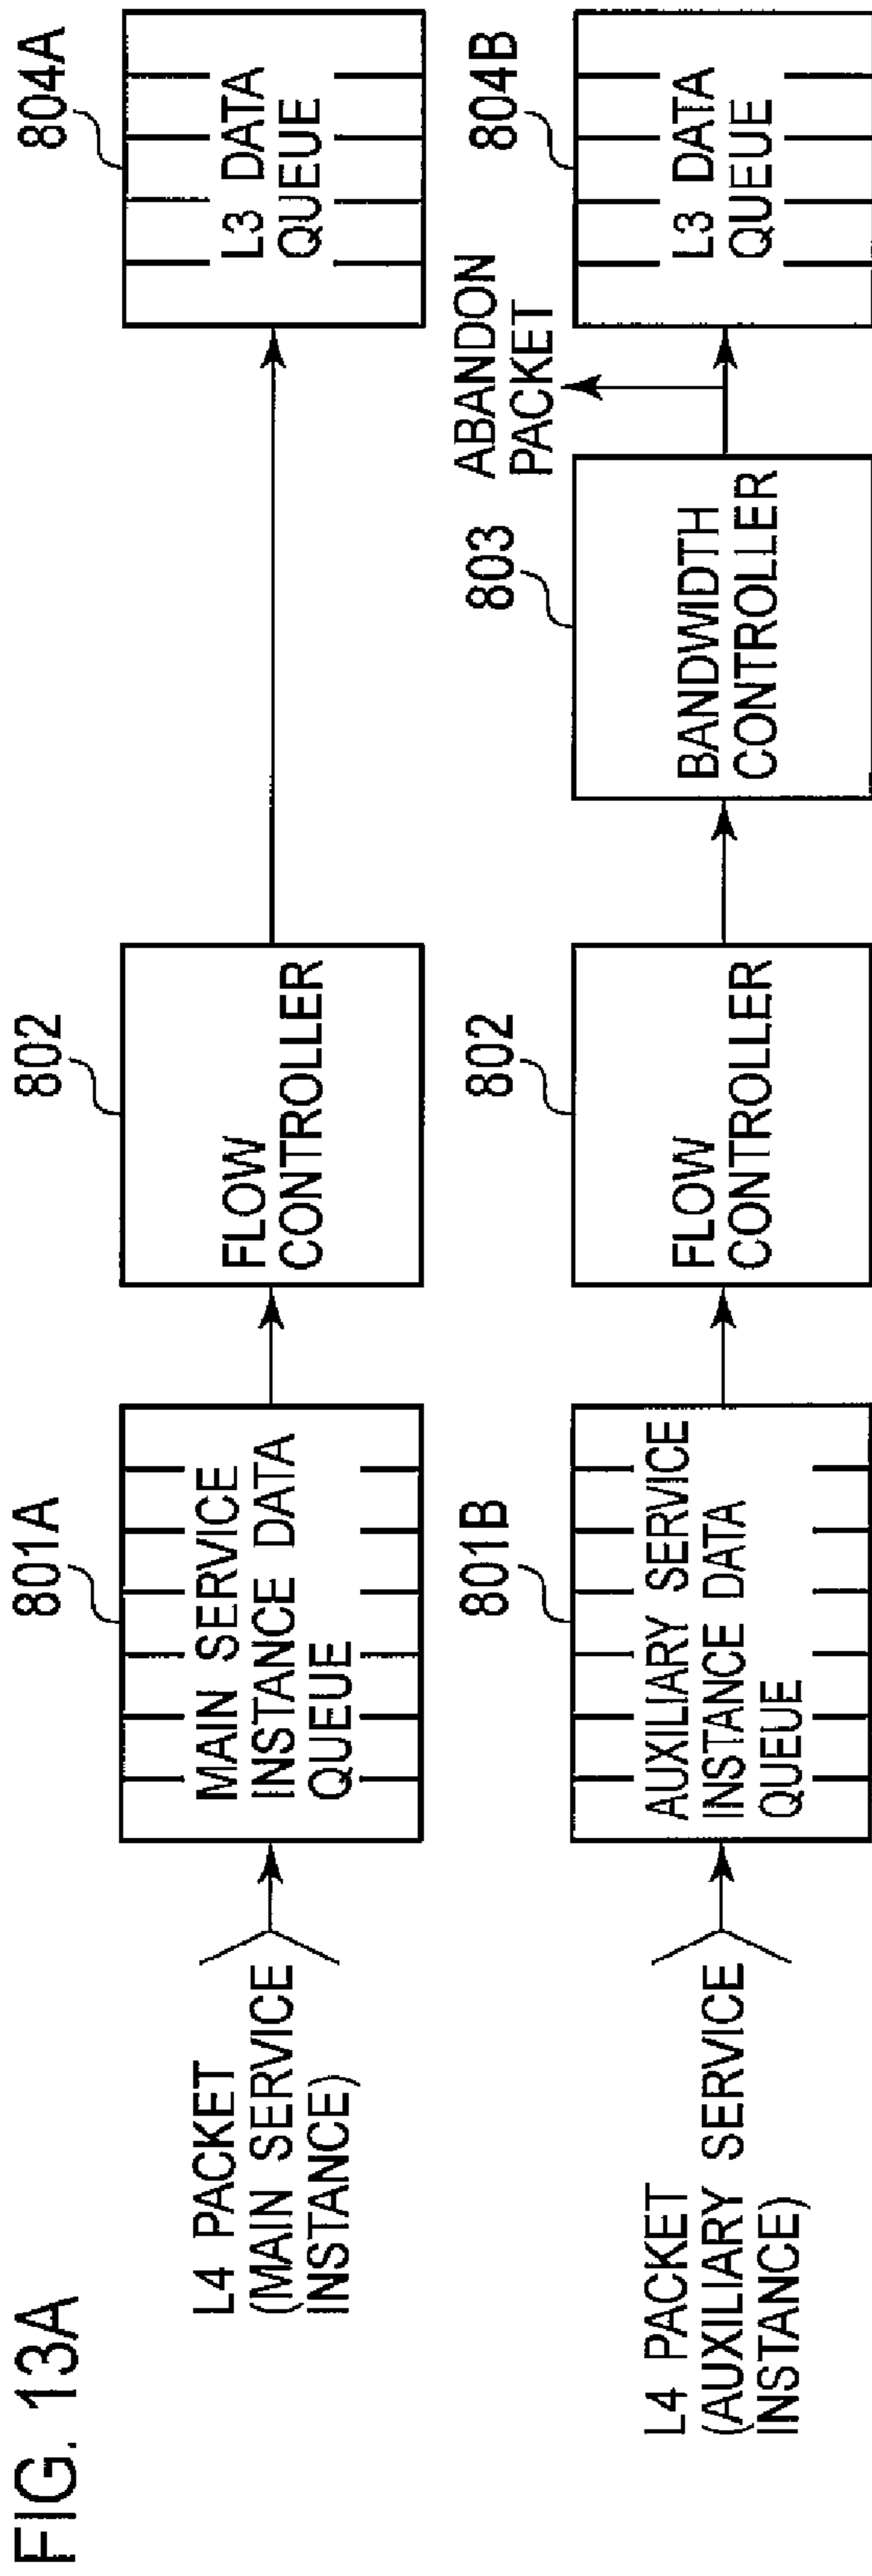 FIG. 13A
L4 PACKET
(MAIN SERVICE
INSTANCE)
801A
MAIN SERVICE
INSTANCE DATA
QUEUE
802
FLOW
CONTROLLER
804A
L3 DATA
QUEUE
L4 PACKET
(AUXILIARY SERVICE
INSTANCE)
801B
AUXILIARY SERVICE
INSTANCE DATA
QUEUE
802
FLOW
CONTROLLER
803
BANDWIDTH
CONTROLLER
ABANDON
PACKET
804B
L3 DATA
QUEUE